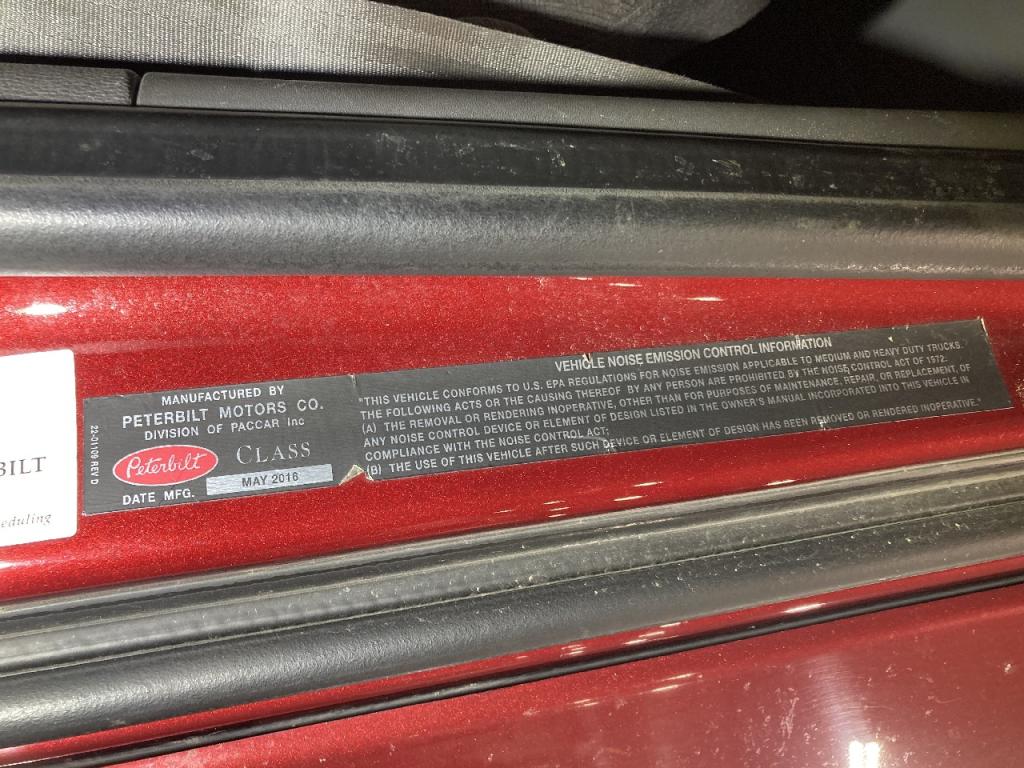 BILT
eduling
22-01109 REV D
MANUFACTURED BY
PETERBILT MOTORS CO.
DIVISION OF PACCAR Inc
Peterbilt CLASS
DATE MFG. MAY 2016
VEHICLE NOISE EMISSION CONTROL INFORMATION
"THIS VEHICLE CONFORMS TO U.S. EPA REGULATIONS FOR NOISE EMISSION APPLICABLE TO MEDIUM AND HEAVY DUTY TRUCKS.
THE FOLLOWING ACTS OR THE CAUSING THEREOF BY ANY PERSON ARE PROHIBITED BY THE NOISE CONTROL ACT OF 1972:
(A) THE REMOVAL OR RENDERING INOPERATIVE, OTHER THAN FOR PURPOSES OF MAINTENANCE, REPAIR, OR REPLACEMENT, OF
ANY NOISE CONTROL DEVICE OR ELEMENT OF DESIGN LISTED IN THE OWNER'S MANUAL INCORPORATED INTO THIS VEHICLE IN
COMPLIANCE WITH THE NOISE CONTROL ACT;
(B) THE USE OF THIS VEHICLE AFTER SUCH DEVICE OR ELEMENT OF DESIGN HAS BEEN REMOVED OR RENDERED INOPERATIVE."